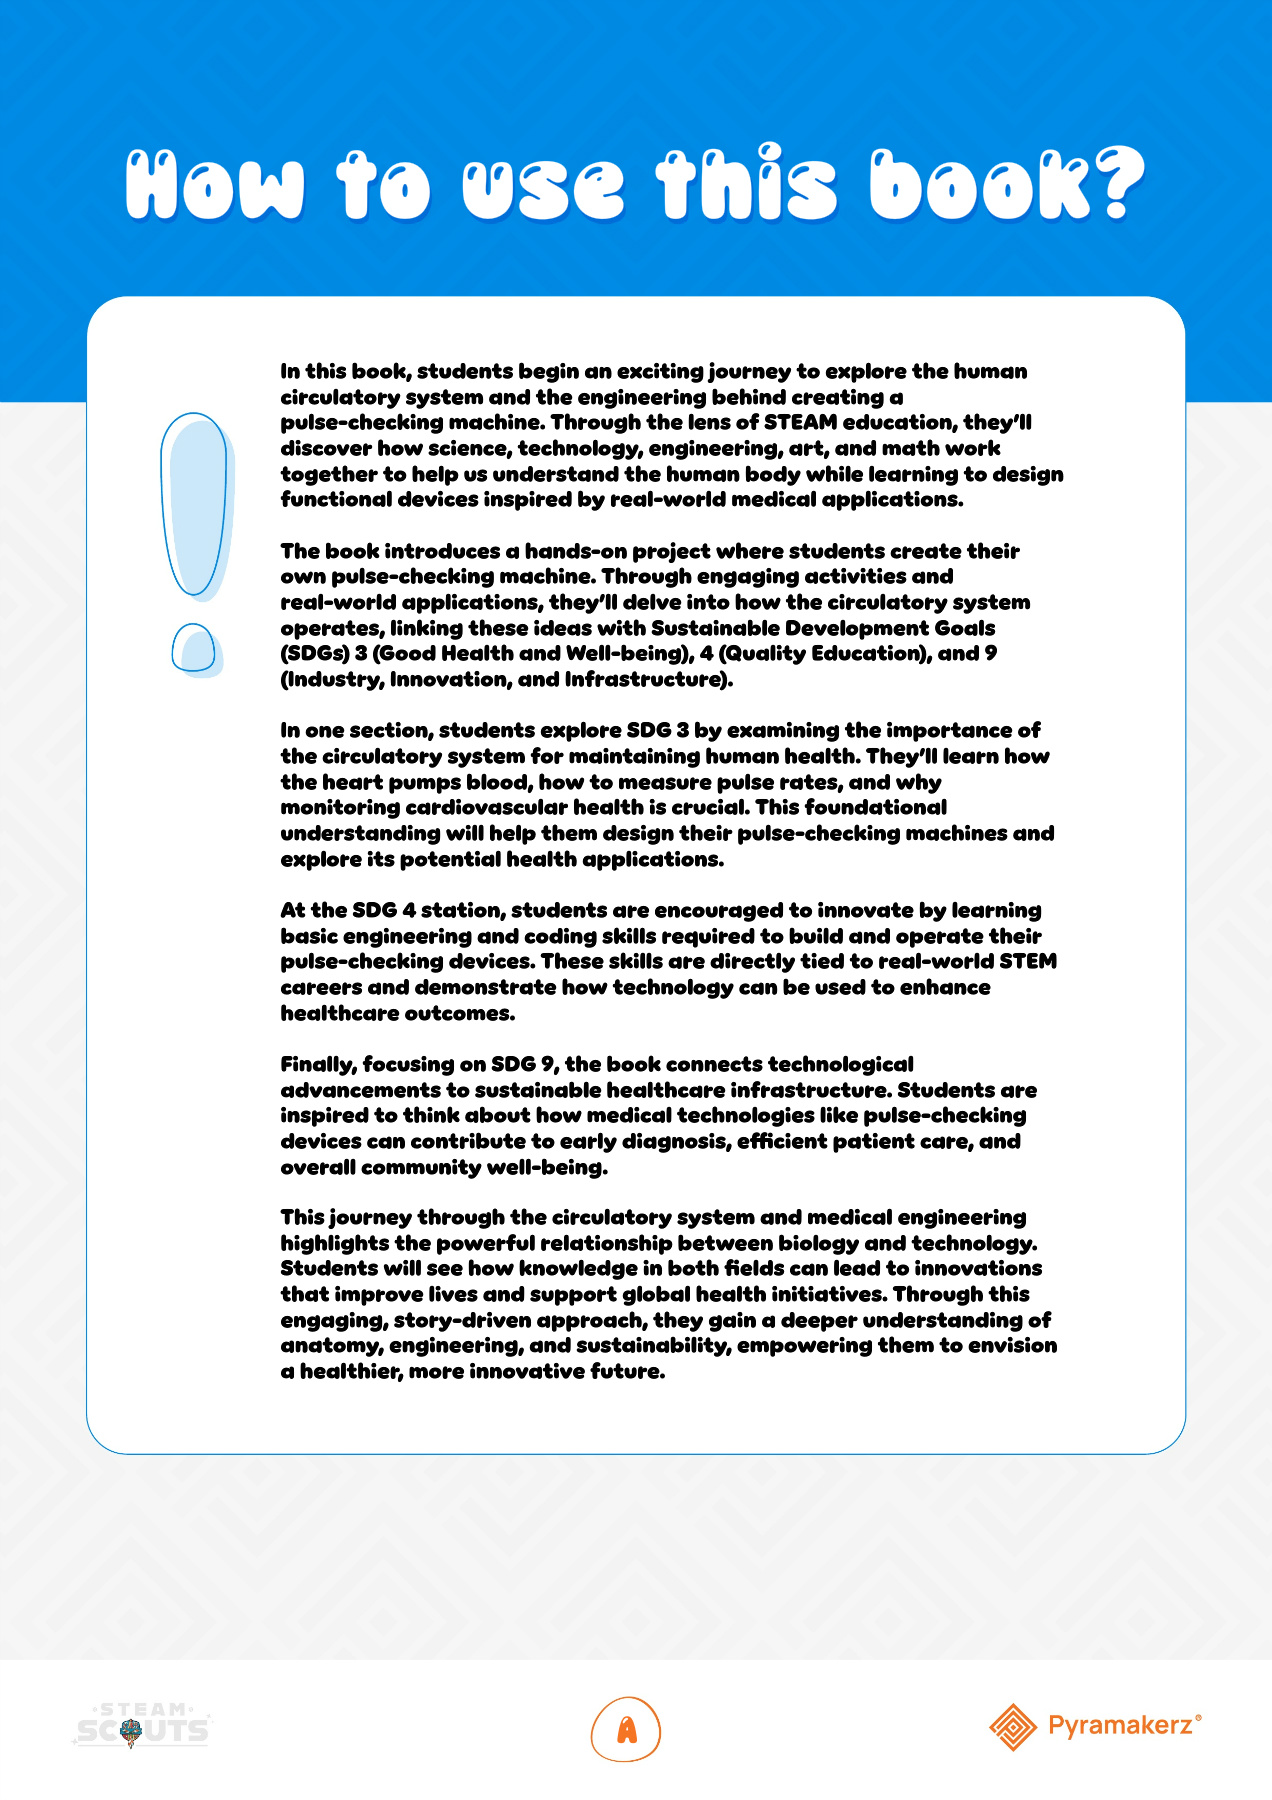 How to use this book?
In this book, students begin an exciting journey to explore the human
circulatory system and the engineering behind creating a
pulse-checking machine. Through the lens of STEAM education, they'll
discover how science, technology, engineering, art, and math work
together to help us understand the human body while learning to design
functional devices inspired by real-world medical applications.
The book introduces a hands-on project where students create their
own pulse-checking machine. Through engaging activities and
real-world applications, they'll delve into how the circulatory system
operates, linking these ideas with Sustainable Development Goals
(SDGs) 3 (Good Health and Well-being), 4 (Quality Education), and 9
(Industry, Innovation, and Infrastructure).
In one section, students explore SDG 3 by examining the importance of
the circulatory system for maintaining human health. They'll learn how
the heart pumps blood, how to measure pulse rates, and why
monitoring cardiovascular health is crucial. This foundational
understanding will help them design their pulse-checking machines and
explore its potential health applications.
At the SDG 4 station, students are encouraged to innovate by learning
basic engineering and coding skills required to build and operate their
pulse-checking devices. These skills are directly tied to real-world STEM
careers and demonstrate how technology can be used to enhance
healthcare outcomes.
Finally, focusing on SDG 9, the book connects technological
advancements to sustainable healthcare infrastructure. Students are
inspired to think about how medical technologies like pulse-checking
devices can contribute to early diagnosis, efficient patient care, and
overall community well-being.
This journey through the circulatory system and medical engineering
highlights the powerful relationship between biology and technology.
Students will see how knowledge in both fields can lead to innovations
that improve lives and support global health initiatives. Through this
engaging, story-driven approach, they gain a deeper understanding of
anatomy, engineering, and sustainability, empowering them to envision
a healthier, more innovative future.
STEAM
SCOUTS
A
Pyramakerz®